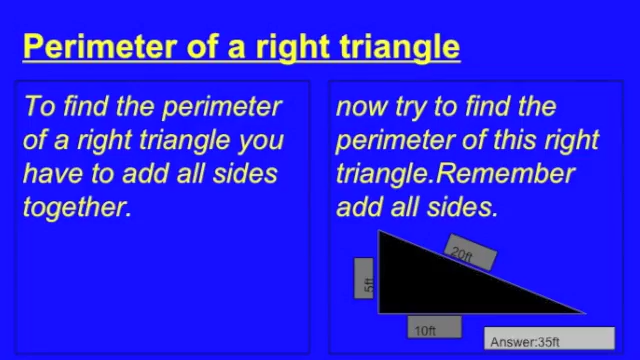 Perimeter of a right triangle
To find the perimeter
of a right triangle you
have to add all sides
together.
now try to find the
perimeter of this right
triangle.Remember
add all sides.
20ft
5ft
10ft
Answer:35ft